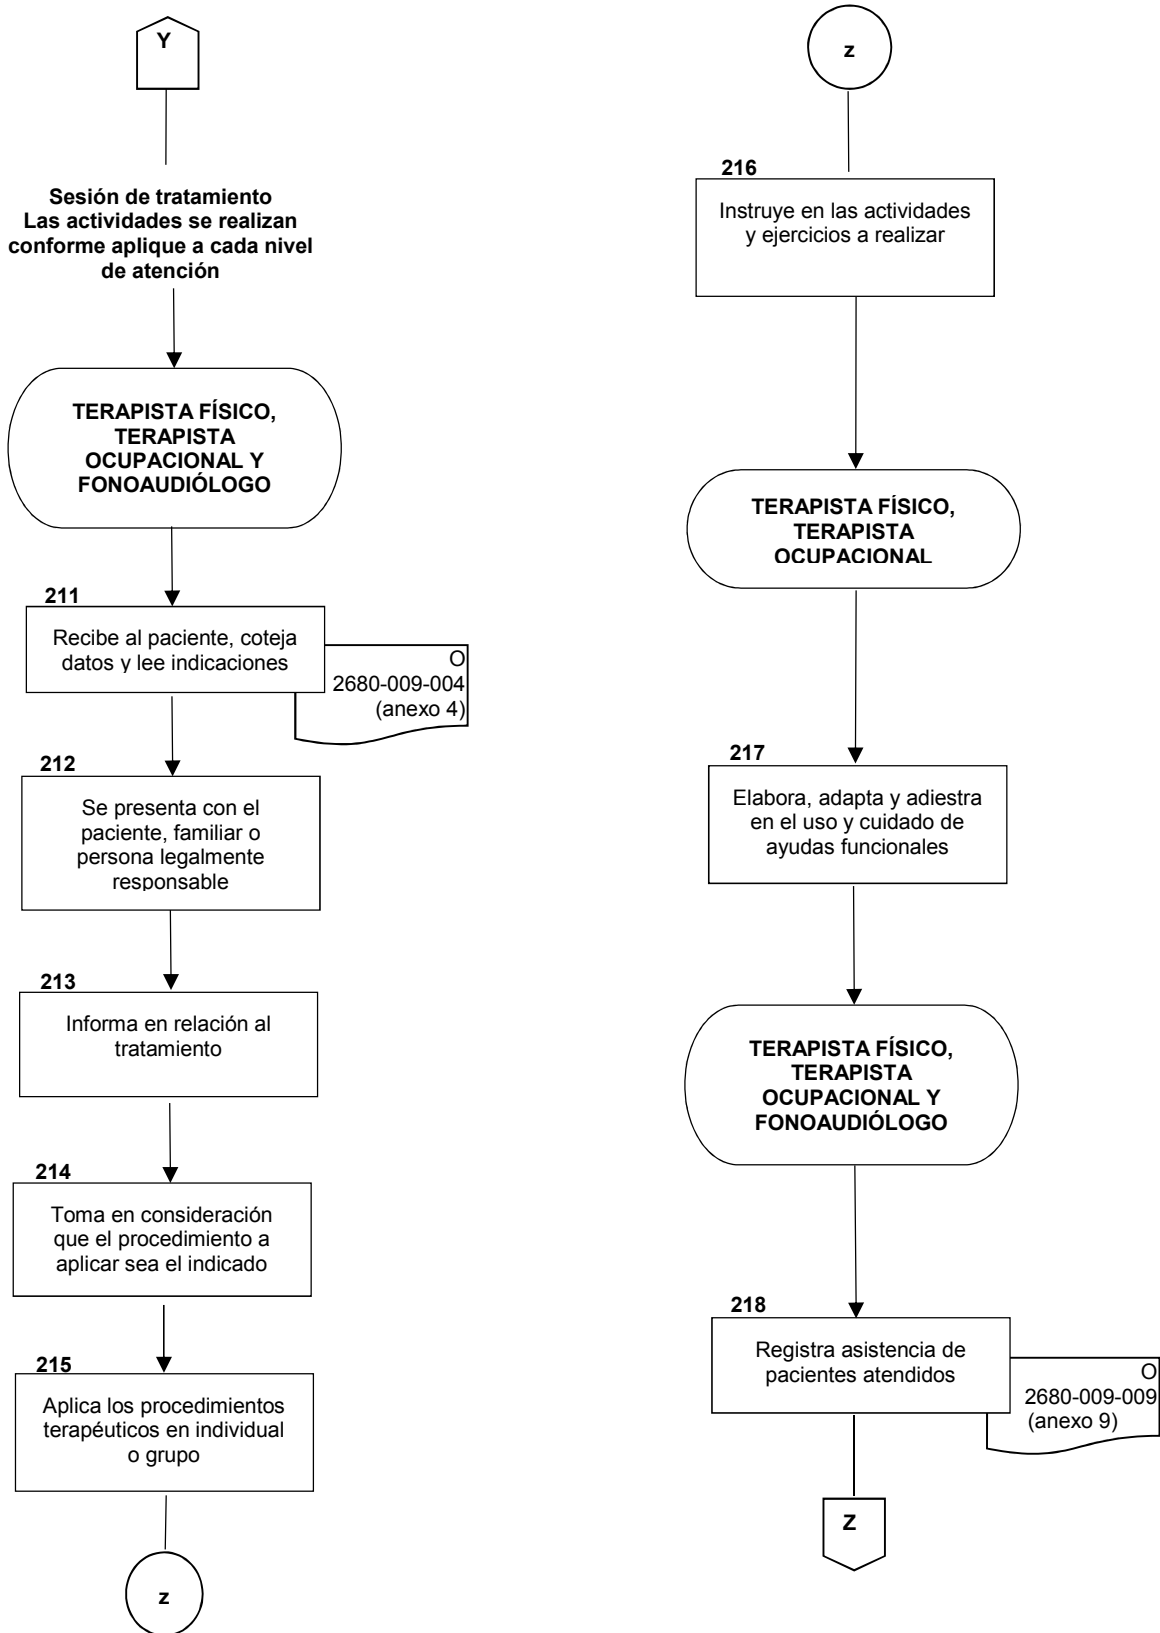 Y
Sesión de tratamiento
Las actividades se realizan
conforme aplique a cada nivel
de atención
TERAPISTA FÍSICO,
TERAPISTA
OCUPACIONAL Y
FONOAUDIÓLOGO
211
Recibe al paciente, coteja
datos y lee indicaciones
O
2680-009-004
(anexo 4)
212
Se presenta con el
paciente, familiar o
persona legalmente
responsable
213
Informa en relación al
tratamiento
214
Toma en consideración
que el procedimiento a
aplicar sea el indicado
215
Aplica los procedimientos
terapéuticos en individual
o grupo
z
z
216
Instruye en las actividades
y ejercicios a realizar
TERAPISTA FÍSICO,
TERAPISTA
OCUPACIONAL
217
Elabora, adapta y adiestra
en el uso y cuidado de
ayudas funcionales
TERAPISTA FÍSICO,
TERAPISTA
OCUPACIONAL Y
FONOAUDIÓLOGO
218
Registra asistencia de
pacientes atendidos
O
2680-009-009
(anexo 9)
Z